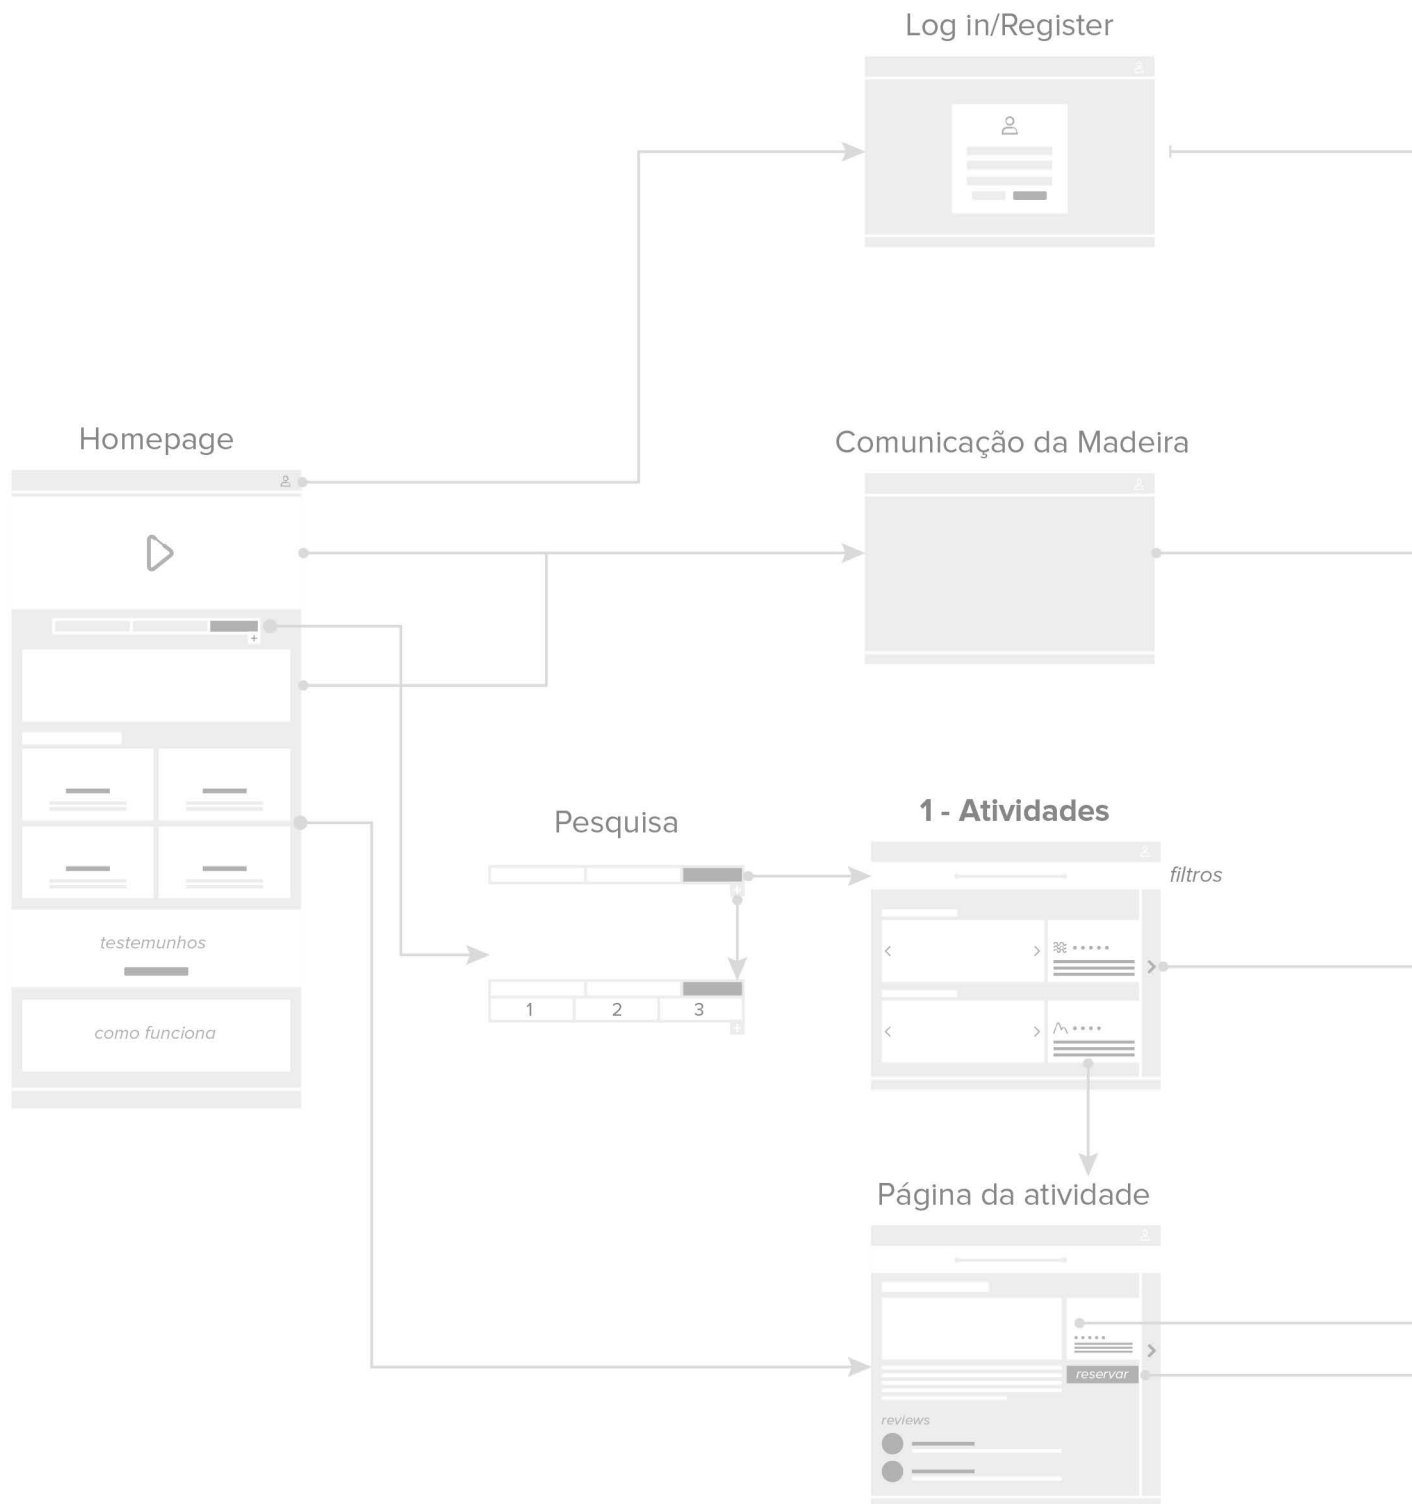 Log in/Register
Homepage
Comunicação da Madeira
+
testemunhos
como funciona
Pesquisa
+
1 2 3
+
1 - Atividades
filtros
Página da atividade
reservar
reviews